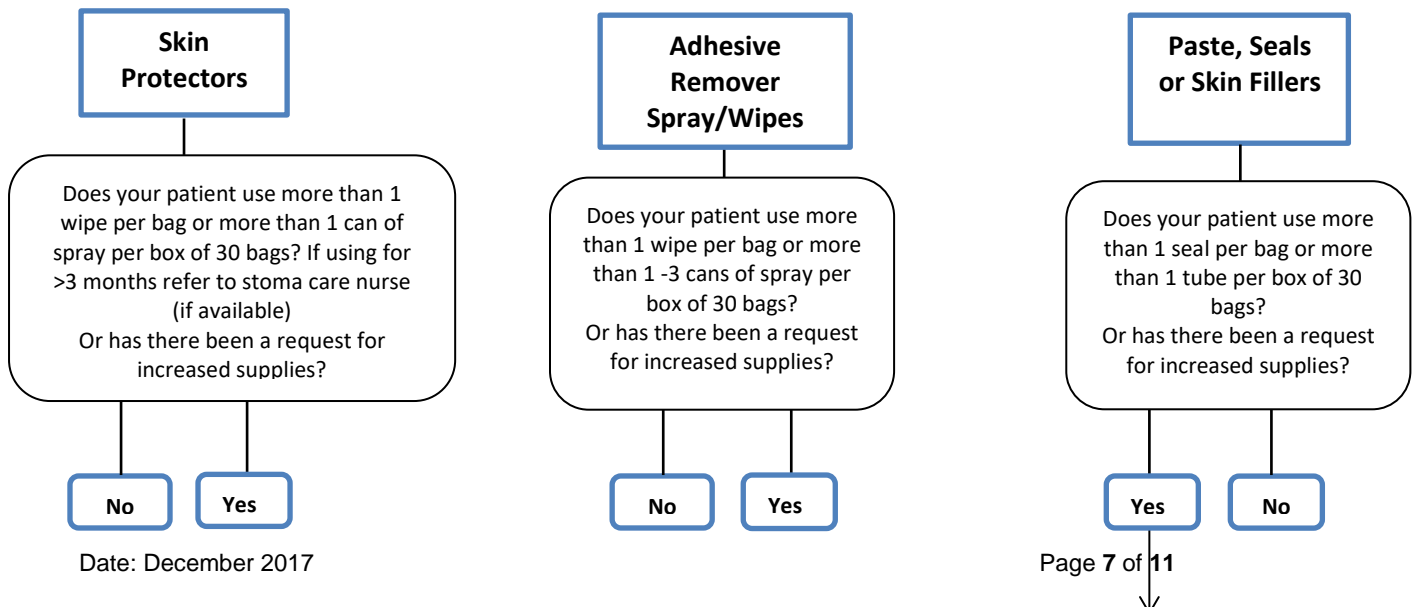 Skin
Protectors
Does your patient use more than 1
wipe per bag or more than 1 can of
spray per box of 30 bags? If using for
>3 months refer to stoma care nurse
(if available)
Or has there been a request for
increased supplies?
No
Yes
Adhesive
Remover
Spray/Wipes
Does your patient use more
than 1 wipe per bag or more
than 1 -3 cans of spray per
box of 30 bags?
Or has there been a request
for increased supplies?
No
Yes
Paste, Seals
or Skin Fillers
Does your patient use more
than 1 seal per bag or more
than 1 tube per box of 30
bags?
Or has there been a request
for increased supplies?
Yes
No
Date: December 2017
Page 7 of 11